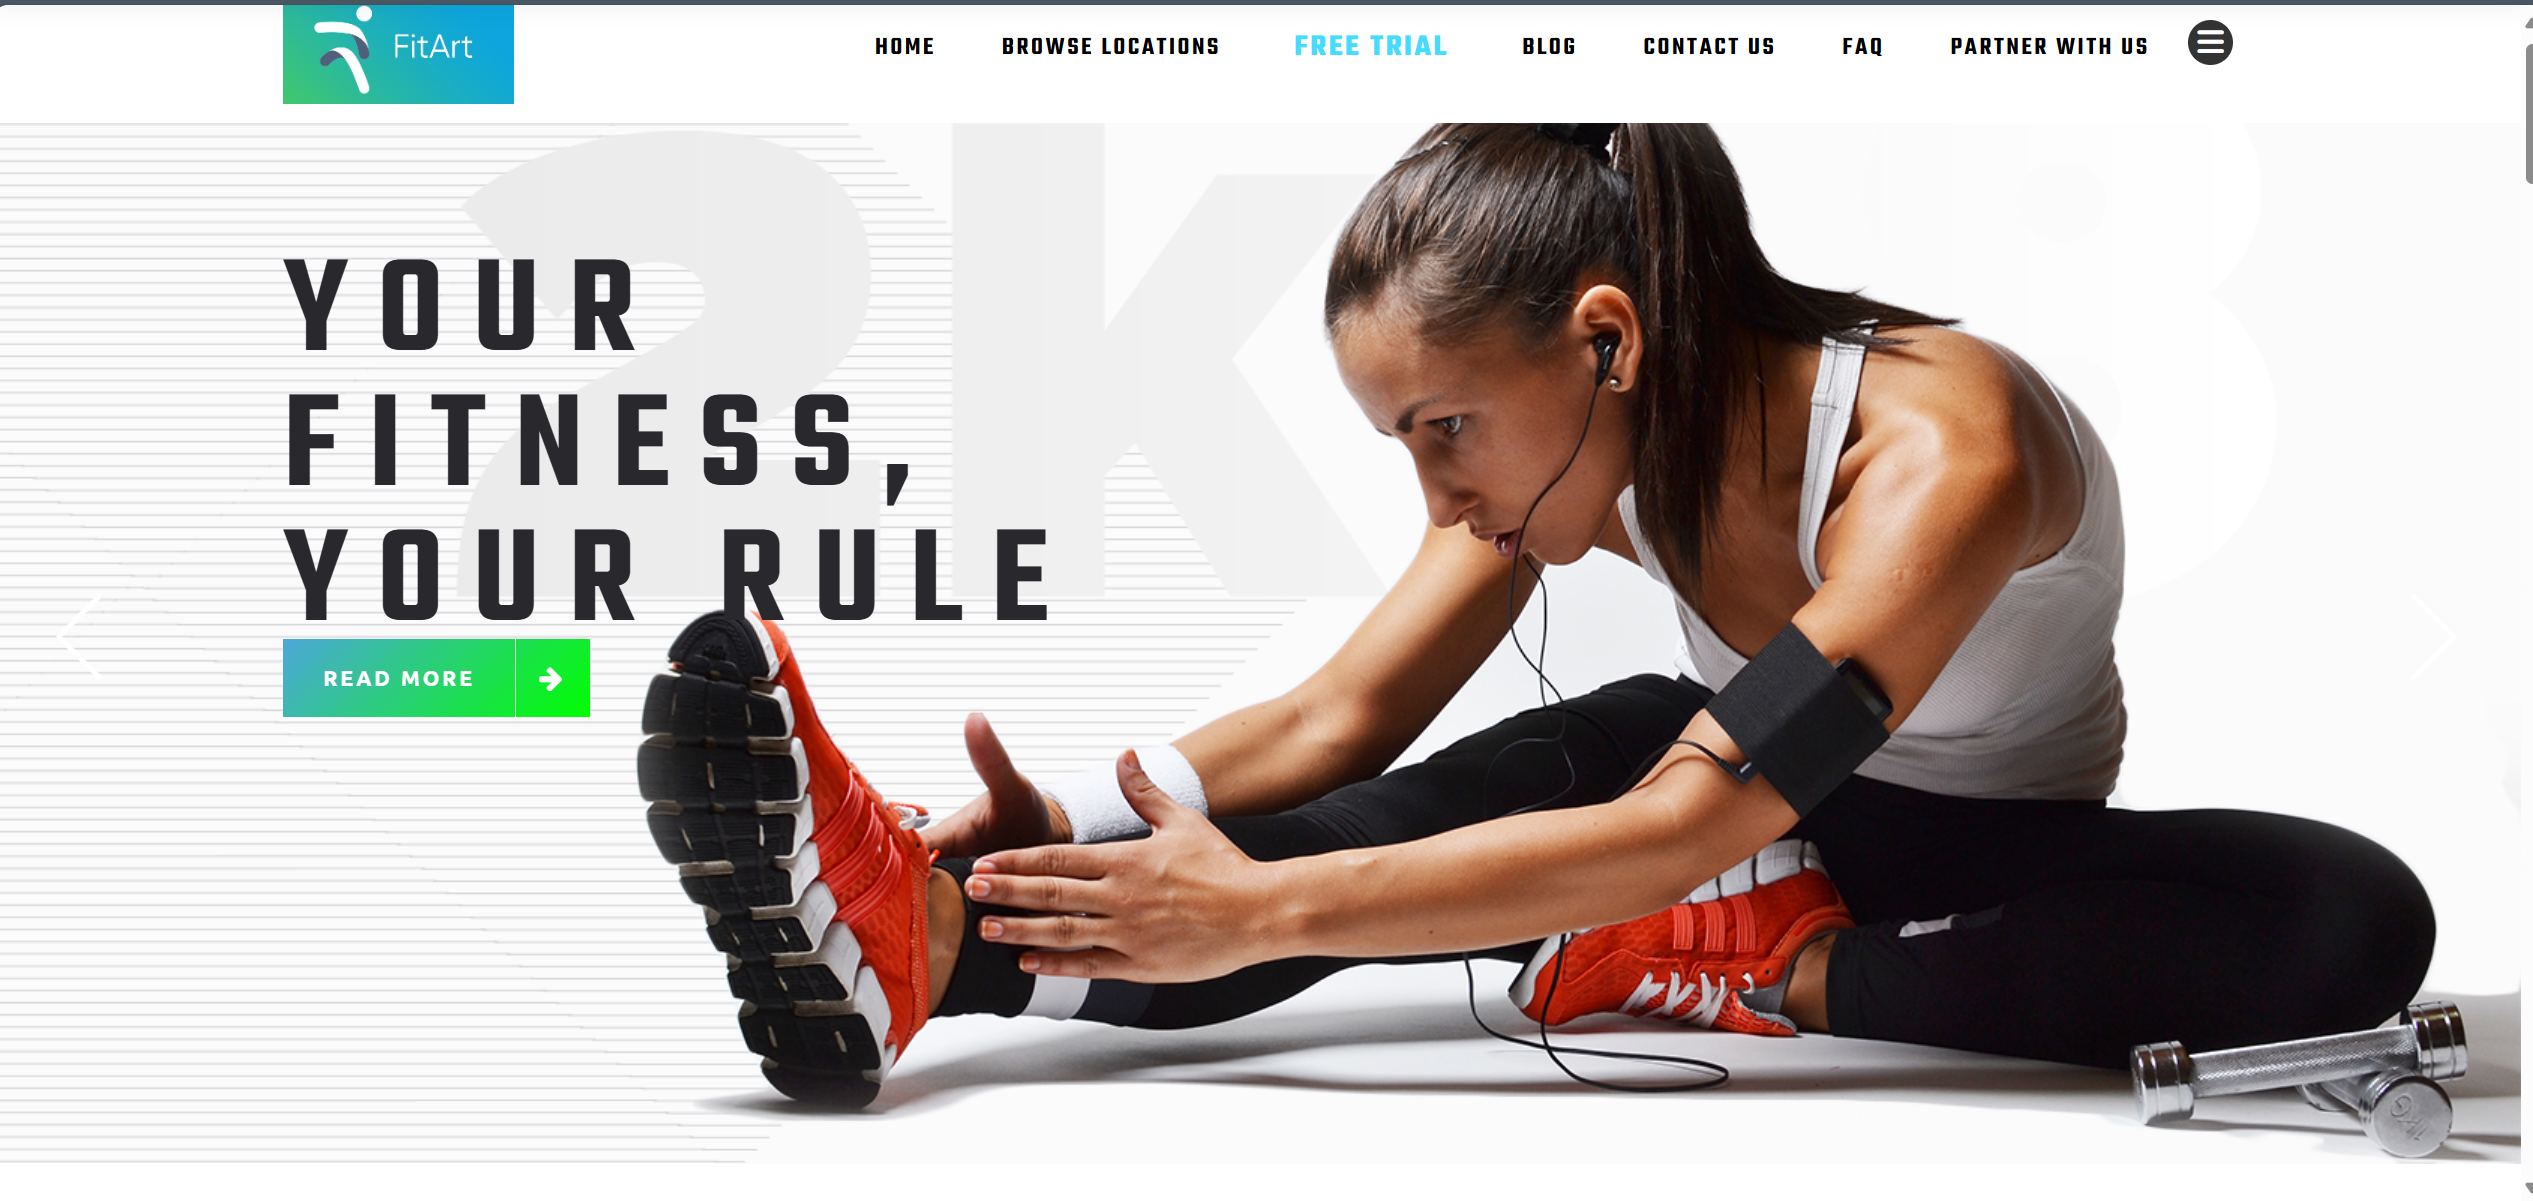 FitArt
HOME BROWSE LOCATIONS FREE TRIAL BLOG CONTACT US FAQ PARTNER WITH US
2k
YOUR
FITNESS,
YOUR RULE
READ MORE